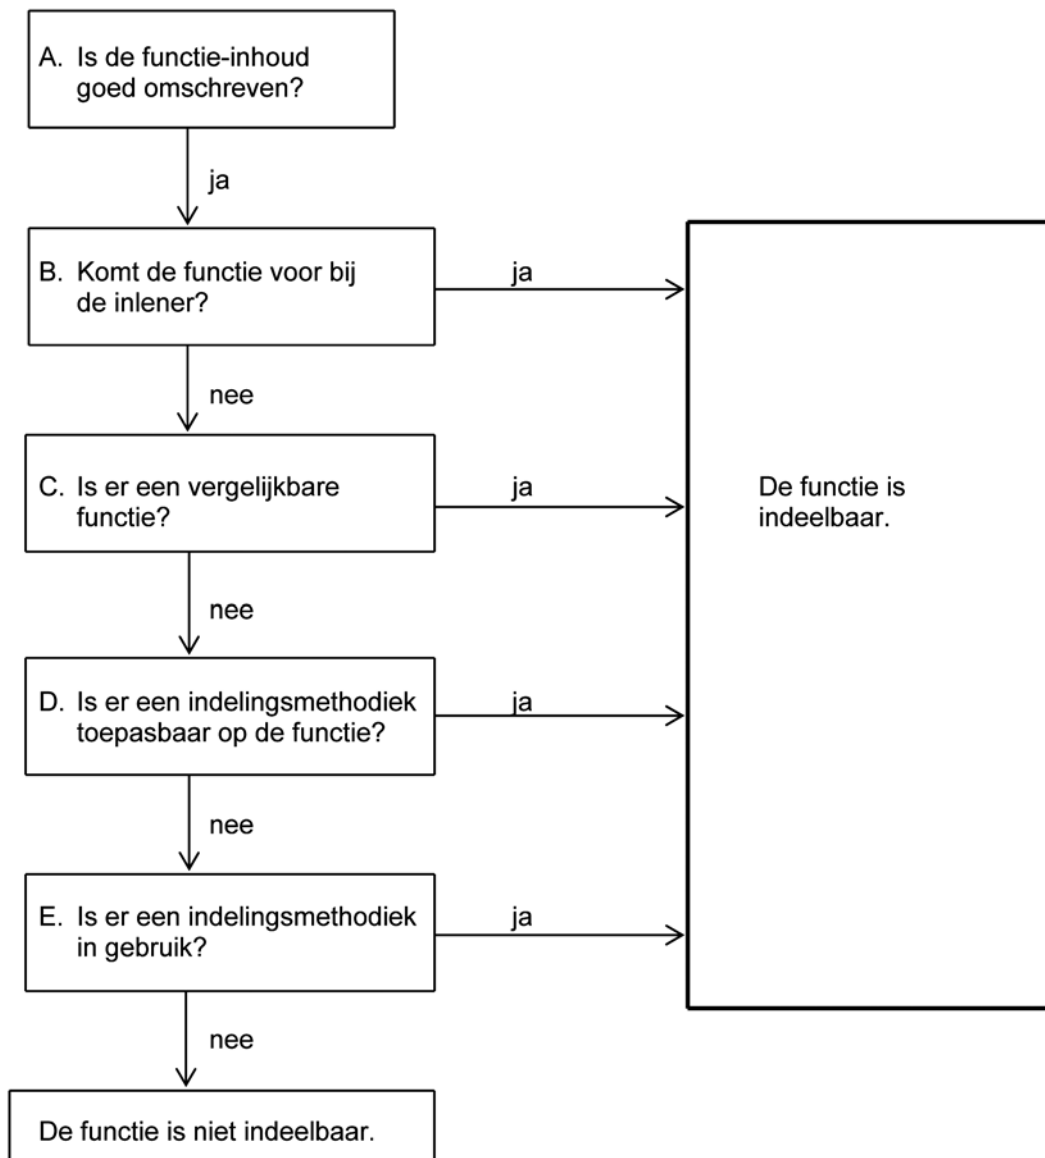 A. Is de functie-inhoud
goed omschreven?
ja
B. Komt de functie voor bij
de inlener?
ja
nee
C. Is er een vergelijkbare
functie?
ja
De functie is
indeelbaar.
nee
D. Is er een indelingsmethodiek
toepasbaar op de functie?
ja
nee
E. Is er een indelingsmethodiek
in gebruik?
ja
nee
De functie is niet indeelbaar.